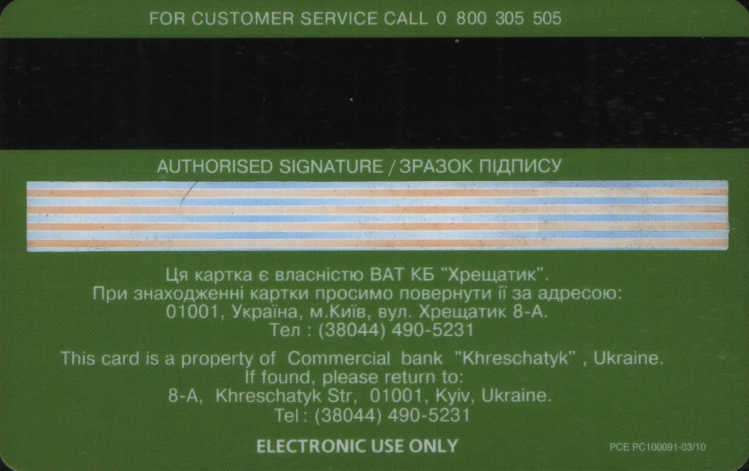 FOR CUSTOMER SERVICE CALL 0 800 305 505
AUTHORISED SIGNATURE / ЗРАЗОК ПІДПИСУ
Ця картка є власністю ВАТ КБ "Хрещатик".
При знаходженні картки просимо повернути її за адресою:
01001, Україна, м.Київ, вул. Хрещатик 8-А.
Тел : (38044) 490-5231
This card is a property of Commercial bank "Khreschatyk" , Ukraine.
If found, please return to:
8-A, Khreschatyk Str, 01001, Kyiv, Ukraine.
Tel : (38044) 490-5231
ELECTRONIC USE ONLY
PCE PC100091-03/10